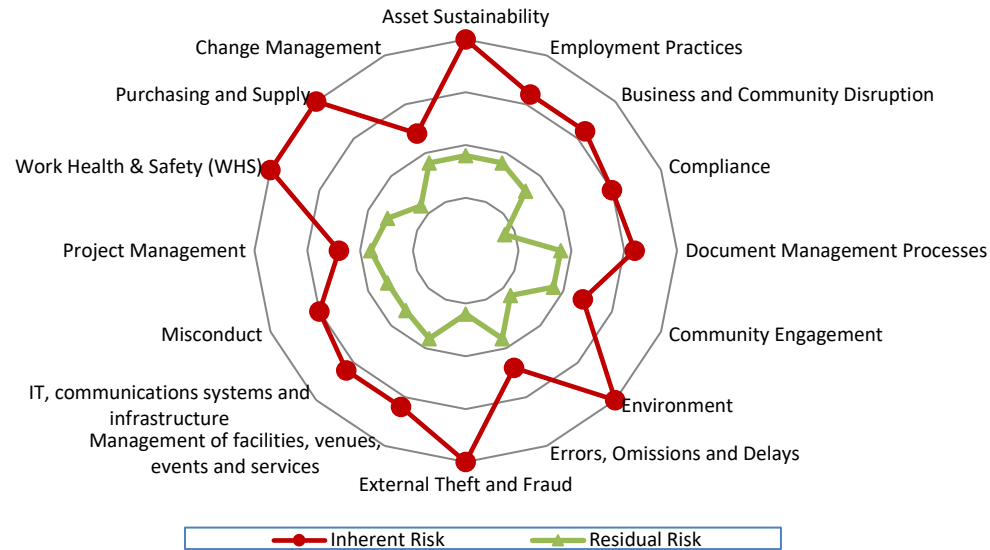 Asset Sustainability
Change Management
Employment Practices
Purchasing and Supply
Business and Community Disruption
Work Health & Safety (WHS)
Compliance
Project Management
Document Management Processes
Misconduct
Community Engagement
IT, communications systems and
infrastructure
Environment
Management of facilities, venues,
events and services
Errors, Omissions and Delays
External Theft and Fraud
Inherent Risk
Residual Risk